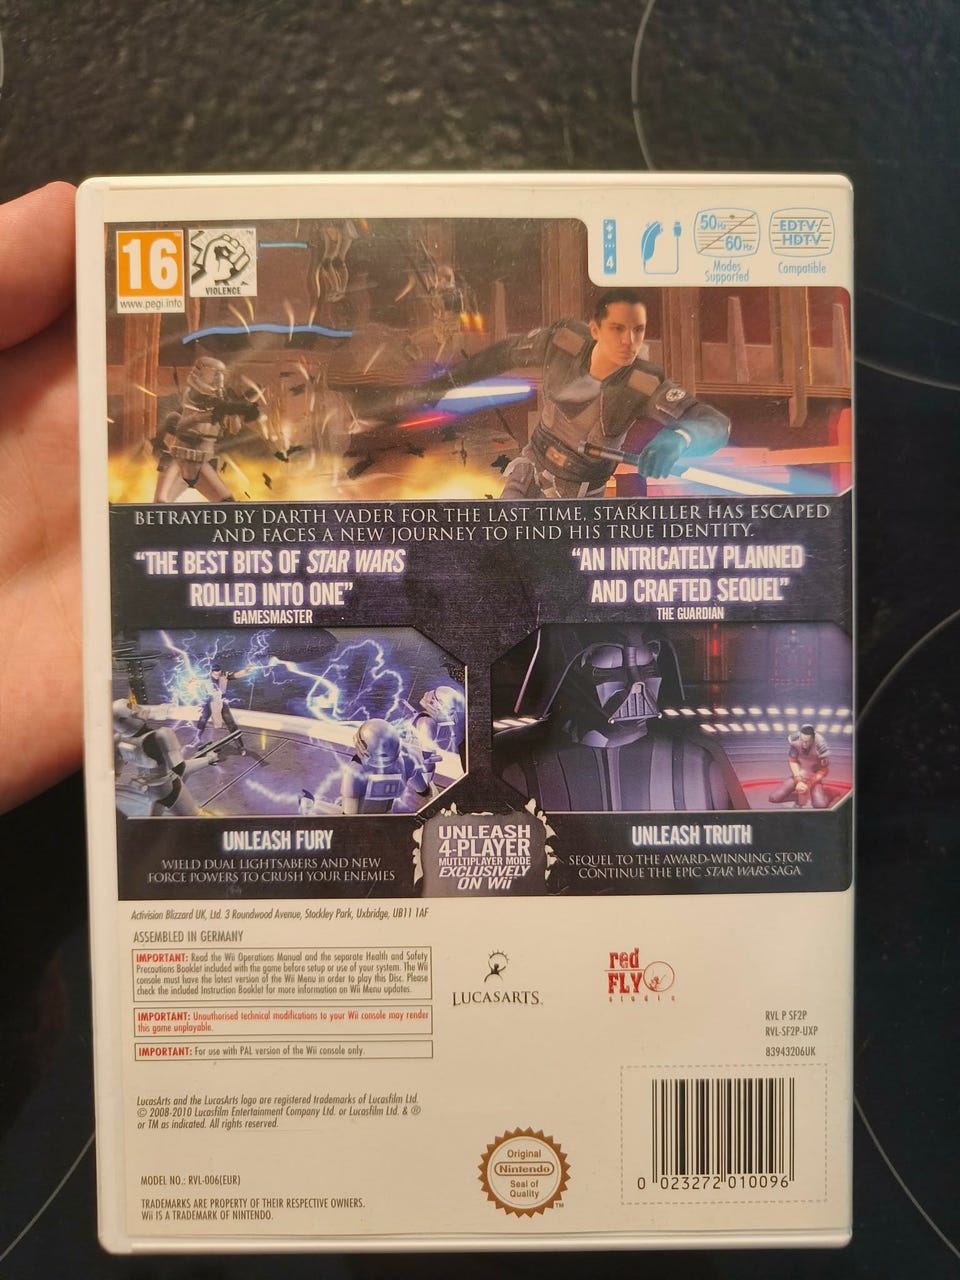 16
www.pegi.info
VIOLENCE
4
50Hz
60Hz
Modes
Supported
EDTV/
HDTV
Compatible
BETRAYED BY DARTH VADER FOR THE LAST TIME, STARKILLER HAS ESCAPED
AND FACES A NEW JOURNEY TO FIND HIS TRUE IDENTITY.
"THE BEST BITS OF STAR WARS
ROLLED INTO ONE"
GAMESMASTER
"AN INTRICATELY PLANNED
AND CRAFTED SEQUEL"
THE GUARDIAN
UNLEASH FURY
WIELD DUAL LIGHTSABERS AND NEW
FORCE POWERS TO CRUSH YOUR ENEMIES
UNLEASH
4-PLAYER
MUTLTIPLAYER MODE
EXCLUSIVELY
ON Wii™
UNLEASH TRUTH
SEQUEL TO THE AWARD-WINNING STORY.
CONTINUE THE EPIC STAR WARS SAGA
Activision Blizzard UK, Ltd. 3 Roundwood Avenue, Stockley Park, Uxbridge, UB11 1AF
ASSEMBLED IN GERMANY
IMPORTANT: Read the Wii Operations Manual and the separate Health and Safety
Precautions Booklet included with the game before setup or use of your system. The Wii
console must have the latest version of the Wii Menu in order to play this Disc. Please
check the included Instruction Booklet for more information on Wii Menu updates.
IMPORTANT: Unauthorised technical modifications to your Wii console may render
this game unplayable.
IMPORTANT: For use with PAL version of the Wii console only.
LUCASARTS.
red
FLY
studio
RVL P SF2P
RVL-SF2P-UXP
83943206UK
LucasArts and the LucasArts logo are registered trademarks of Lucasfilm Ltd.
© 2008-2010 Lucasfilm Entertainment Company Ltd. or Lucasfilm Ltd. & ®
or TM as indicated. All rights reserved.
MODEL NO.: RVL-006(EUR)
TRADEMARKS ARE PROPERTY OF THEIR RESPECTIVE OWNERS.
Wii IS A TRADEMARK OF NINTENDO.
Original
Nintendo
Seal of
Quality
TM
0 023272 010096